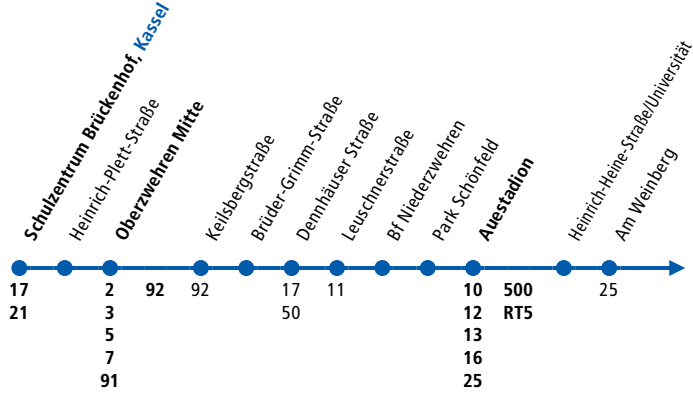 Schulzentrum Brückenhof, Kassel
Heinrich-Plett-Straße
Oberzwehren Mitte
Keilsbergstraße
Brüder-Grimm-Straße
Dennhäuser Straße
Leuschnerstraße
Bf Niederzwehren
Park Schönfeld
Auestadion
Heinrich-Heine-Straße/Universität
Am Weinberg
17 2 92 92 17 11 10 500 25
21 3 50 12 RT5
5 13
7 16
91 25